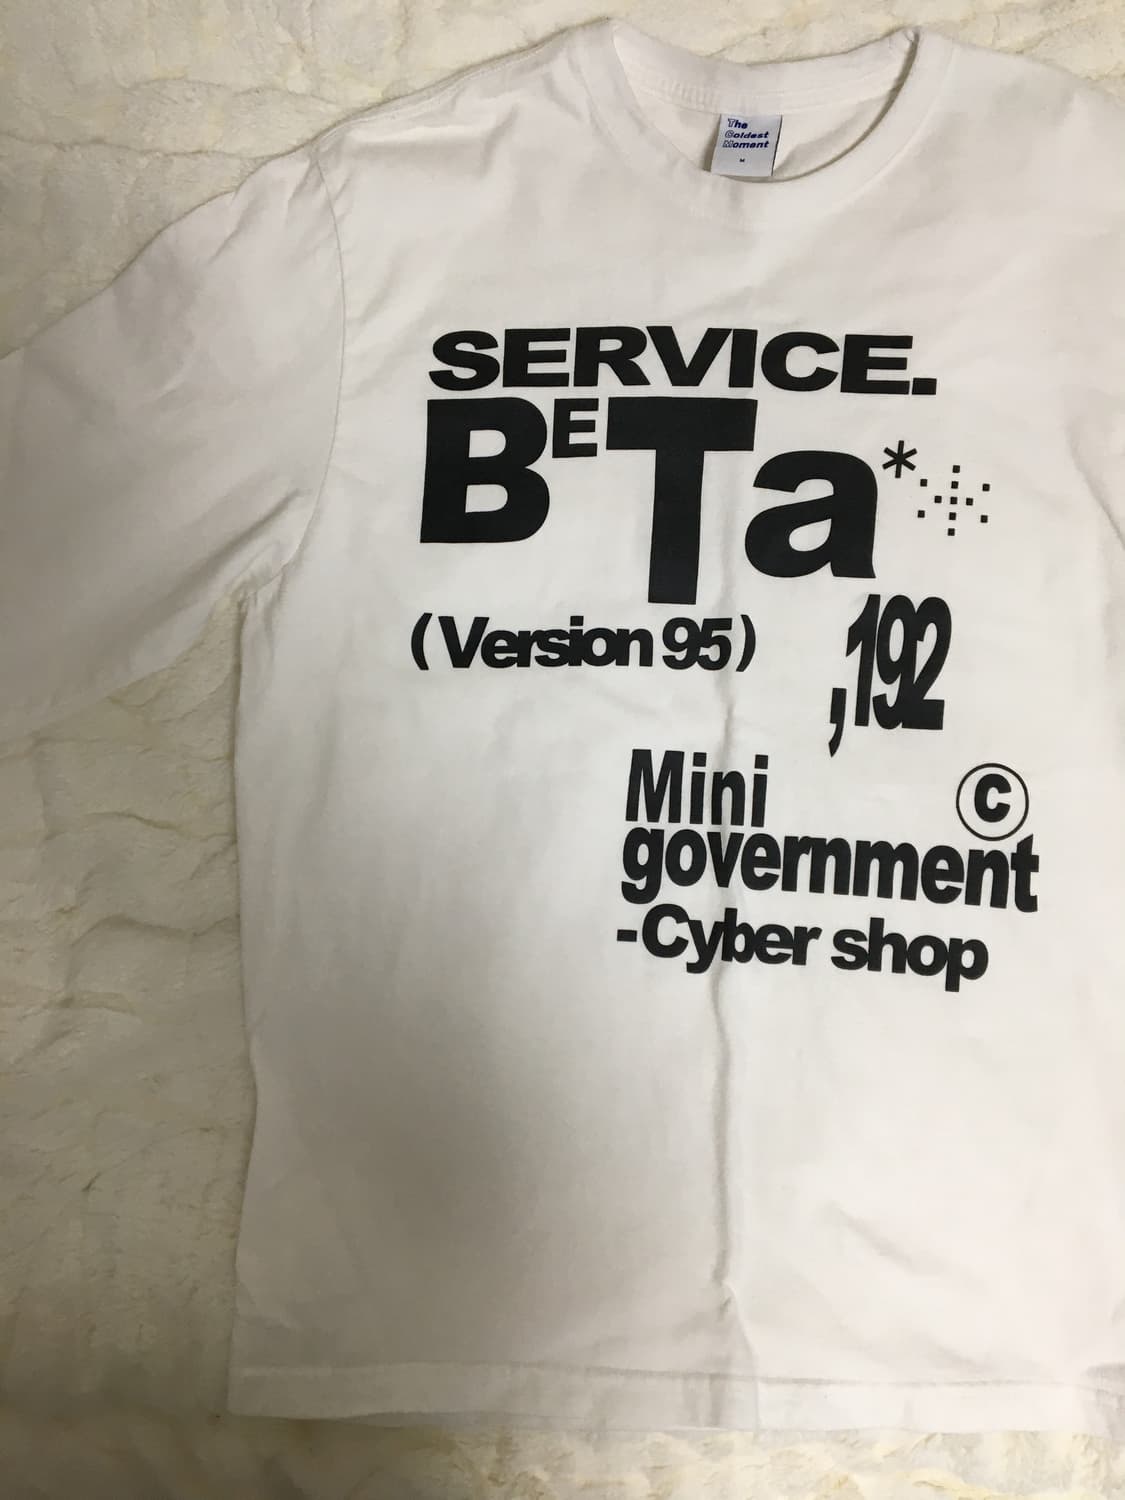 The
Coldest
Moment
M
SERVICE.
BETa*
(Version 95)
,192
Mini
©
government
-Cyber shop